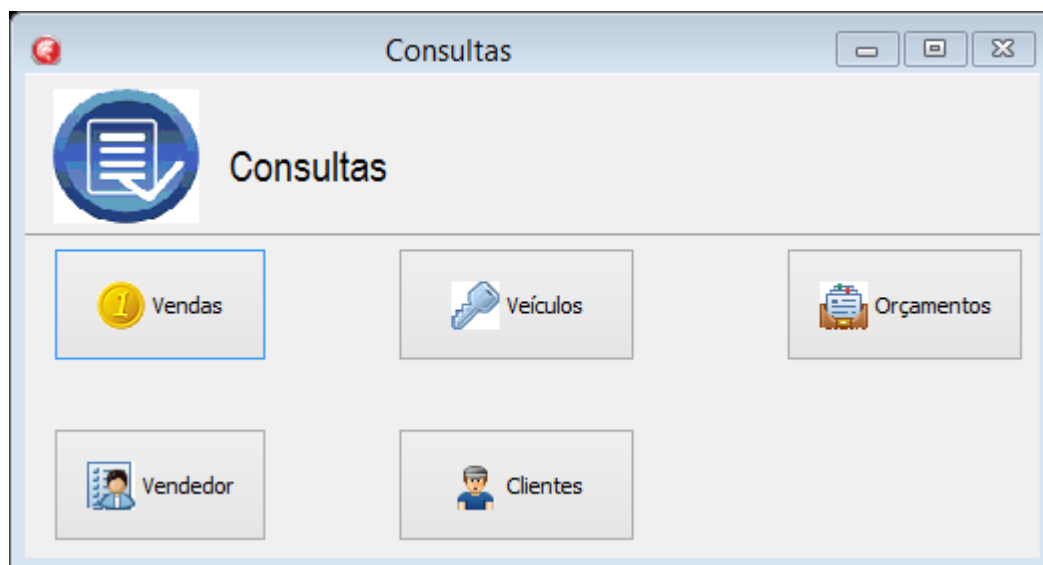 Consultas
Consultas
Vendas
Veículos
Orçamentos
Vendedor
Clientes